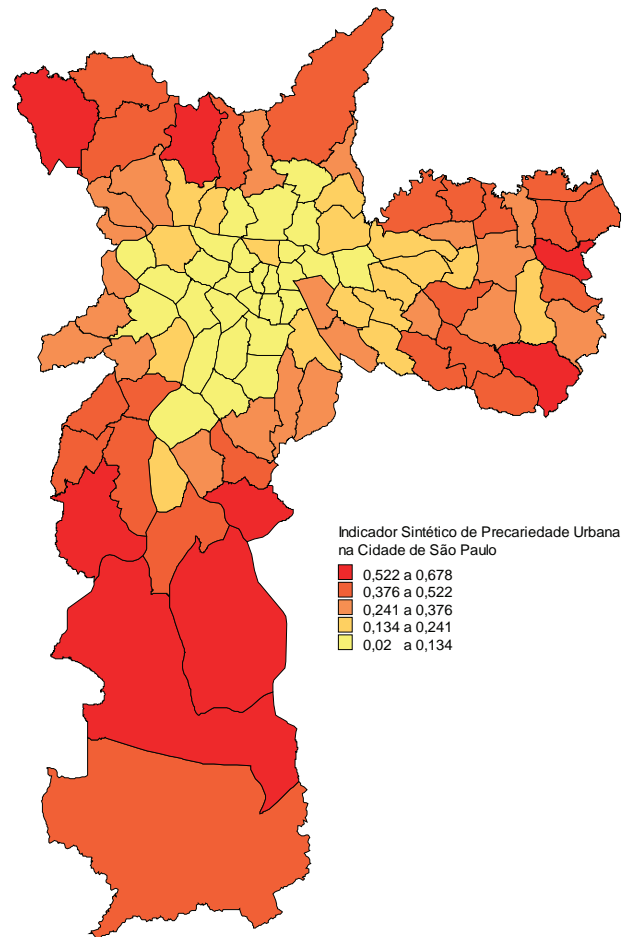 Indicador Sintético de Precariedade Urbana
na Cidade de São Paulo
0,522 a 0,678
0,376 a 0,522
0,241 a 0,376
0,134 a 0,241
0,02 a 0,134